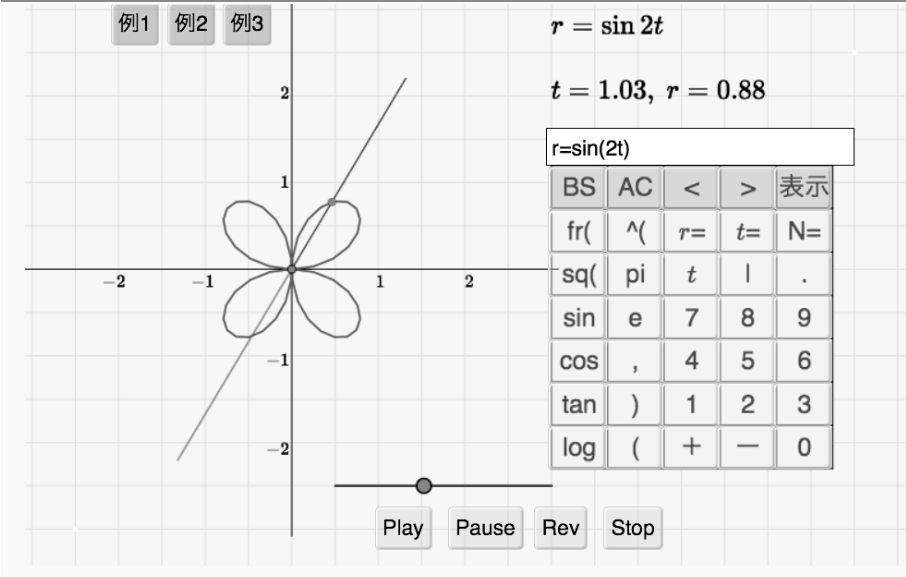 例1 例2 例3
r = sin 2t
t = 1.03, r = 0.88
r=sin(2t)
BS AC < > 表示
fr( ^( r= t= N=
sq( pi t | .
sin e 7 8 9
cos , 4 5 6
tan ) 1 2 3
log ( + − 0
2
1
−2 −1 1 2
−1
−2
Play Pause Rev Stop